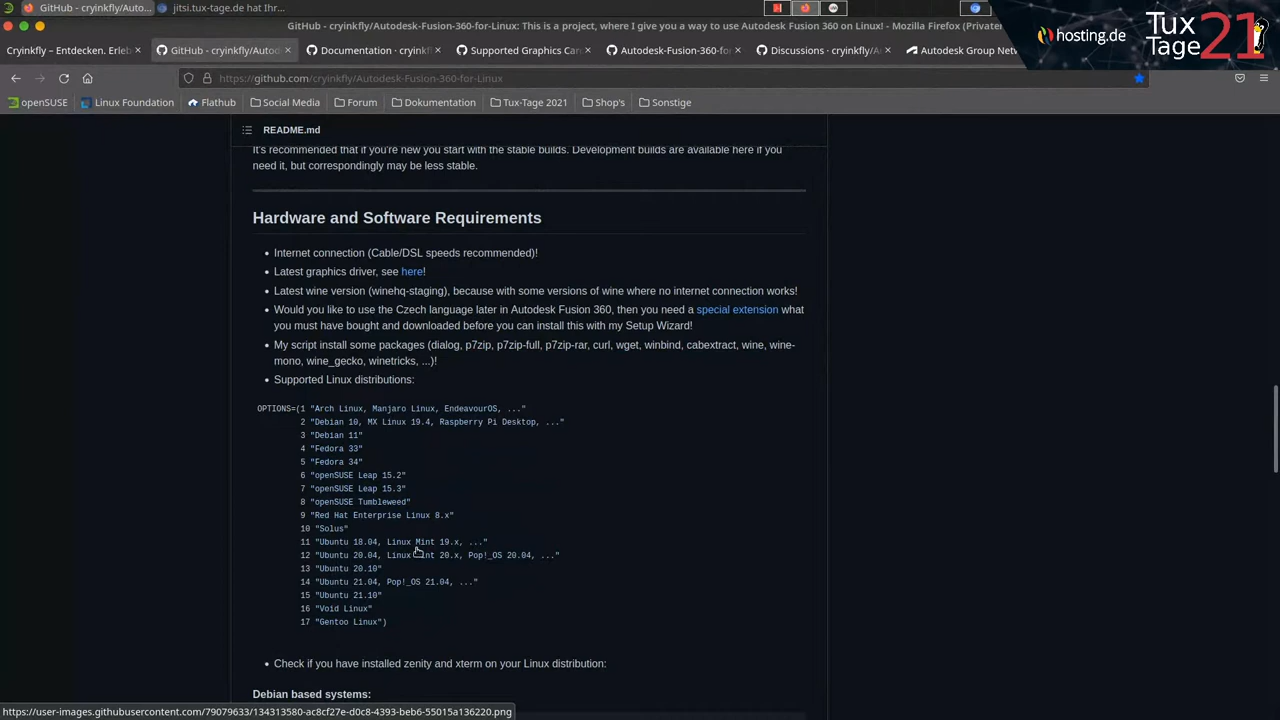 GitHub - cryinkfly/Auto...
jitsi.tux-tage.de hat Ihr...
GitHub - cryinkfly/Autodesk-Fusion-360-for-Linux: This is a project, where I give you a way to use Autodesk Fusion 360 on Linux! - Mozilla Firefox (Private
hosting.de
Tux
Tage
21
Cryinkfly – Entdecken. Erleb
GitHub - cryinkfly/Autod
Documentation - cryinkf
Supported Graphics Car
Autodesk-Fusion-360-for
Discussions - cryinkfly/A
Autodesk Group Net
https://github.com/cryinkfly/Autodesk-Fusion-360-for-Linux
openSUSE
Linux Foundation
Flathub
Social Media
Forum
Dokumentation
Tux-Tage 2021
Shop's
Sonstige
README.md
It's recommended that if you're new you start with the stable builds. Development builds are available here if you
need it, but correspondingly may be less stable.
Hardware and Software Requirements
• Internet connection (Cable/DSL speeds recommended)!
• Latest graphics driver, see here!
• Latest wine version (winehq-staging), because with some versions of wine where no internet connection works!
• Would you like to use the Czech language later in Autodesk Fusion 360, then you need a special extension what
you must have bought and downloaded before you can install this with my Setup Wizard!
• My script install some packages (dialog, p7zip, p7zip-full, p7zip-rar, curl, wget, winbind, cabextract, wine, wine-
mono, wine_gecko, winetricks, ...)!
• Supported Linux distributions:
OPTIONS=(1 "Arch Linux, Manjaro Linux, EndeavourOS, ..."
2 "Debian 10, MX Linux 19.4, Raspberry Pi Desktop, ..."
3 "Debian 11"
4 "Fedora 33"
5 "Fedora 34"
6 "openSUSE Leap 15.2"
7 "openSUSE Leap 15.3"
8 "openSUSE Tumbleweed"
9 "Red Hat Enterprise Linux 8.x"
10 "Solus"
11 "Ubuntu 18.04, Linux Mint 19.x, ..."
12 "Ubuntu 20.04, Linux Mint 20.x, Pop!_OS 20.04, ..."
13 "Ubuntu 20.10"
14 "Ubuntu 21.04, Pop!_OS 21.04, ..."
15 "Ubuntu 21.10"
16 "Void Linux"
17 "Gentoo Linux")
• Check if you have installed zenity and xterm on your Linux distribution:
Debian based systems:
https://user-images.githubusercontent.com/79079633/134313580-ac8cf27e-d0c8-4393-beb6-55015a136220.png